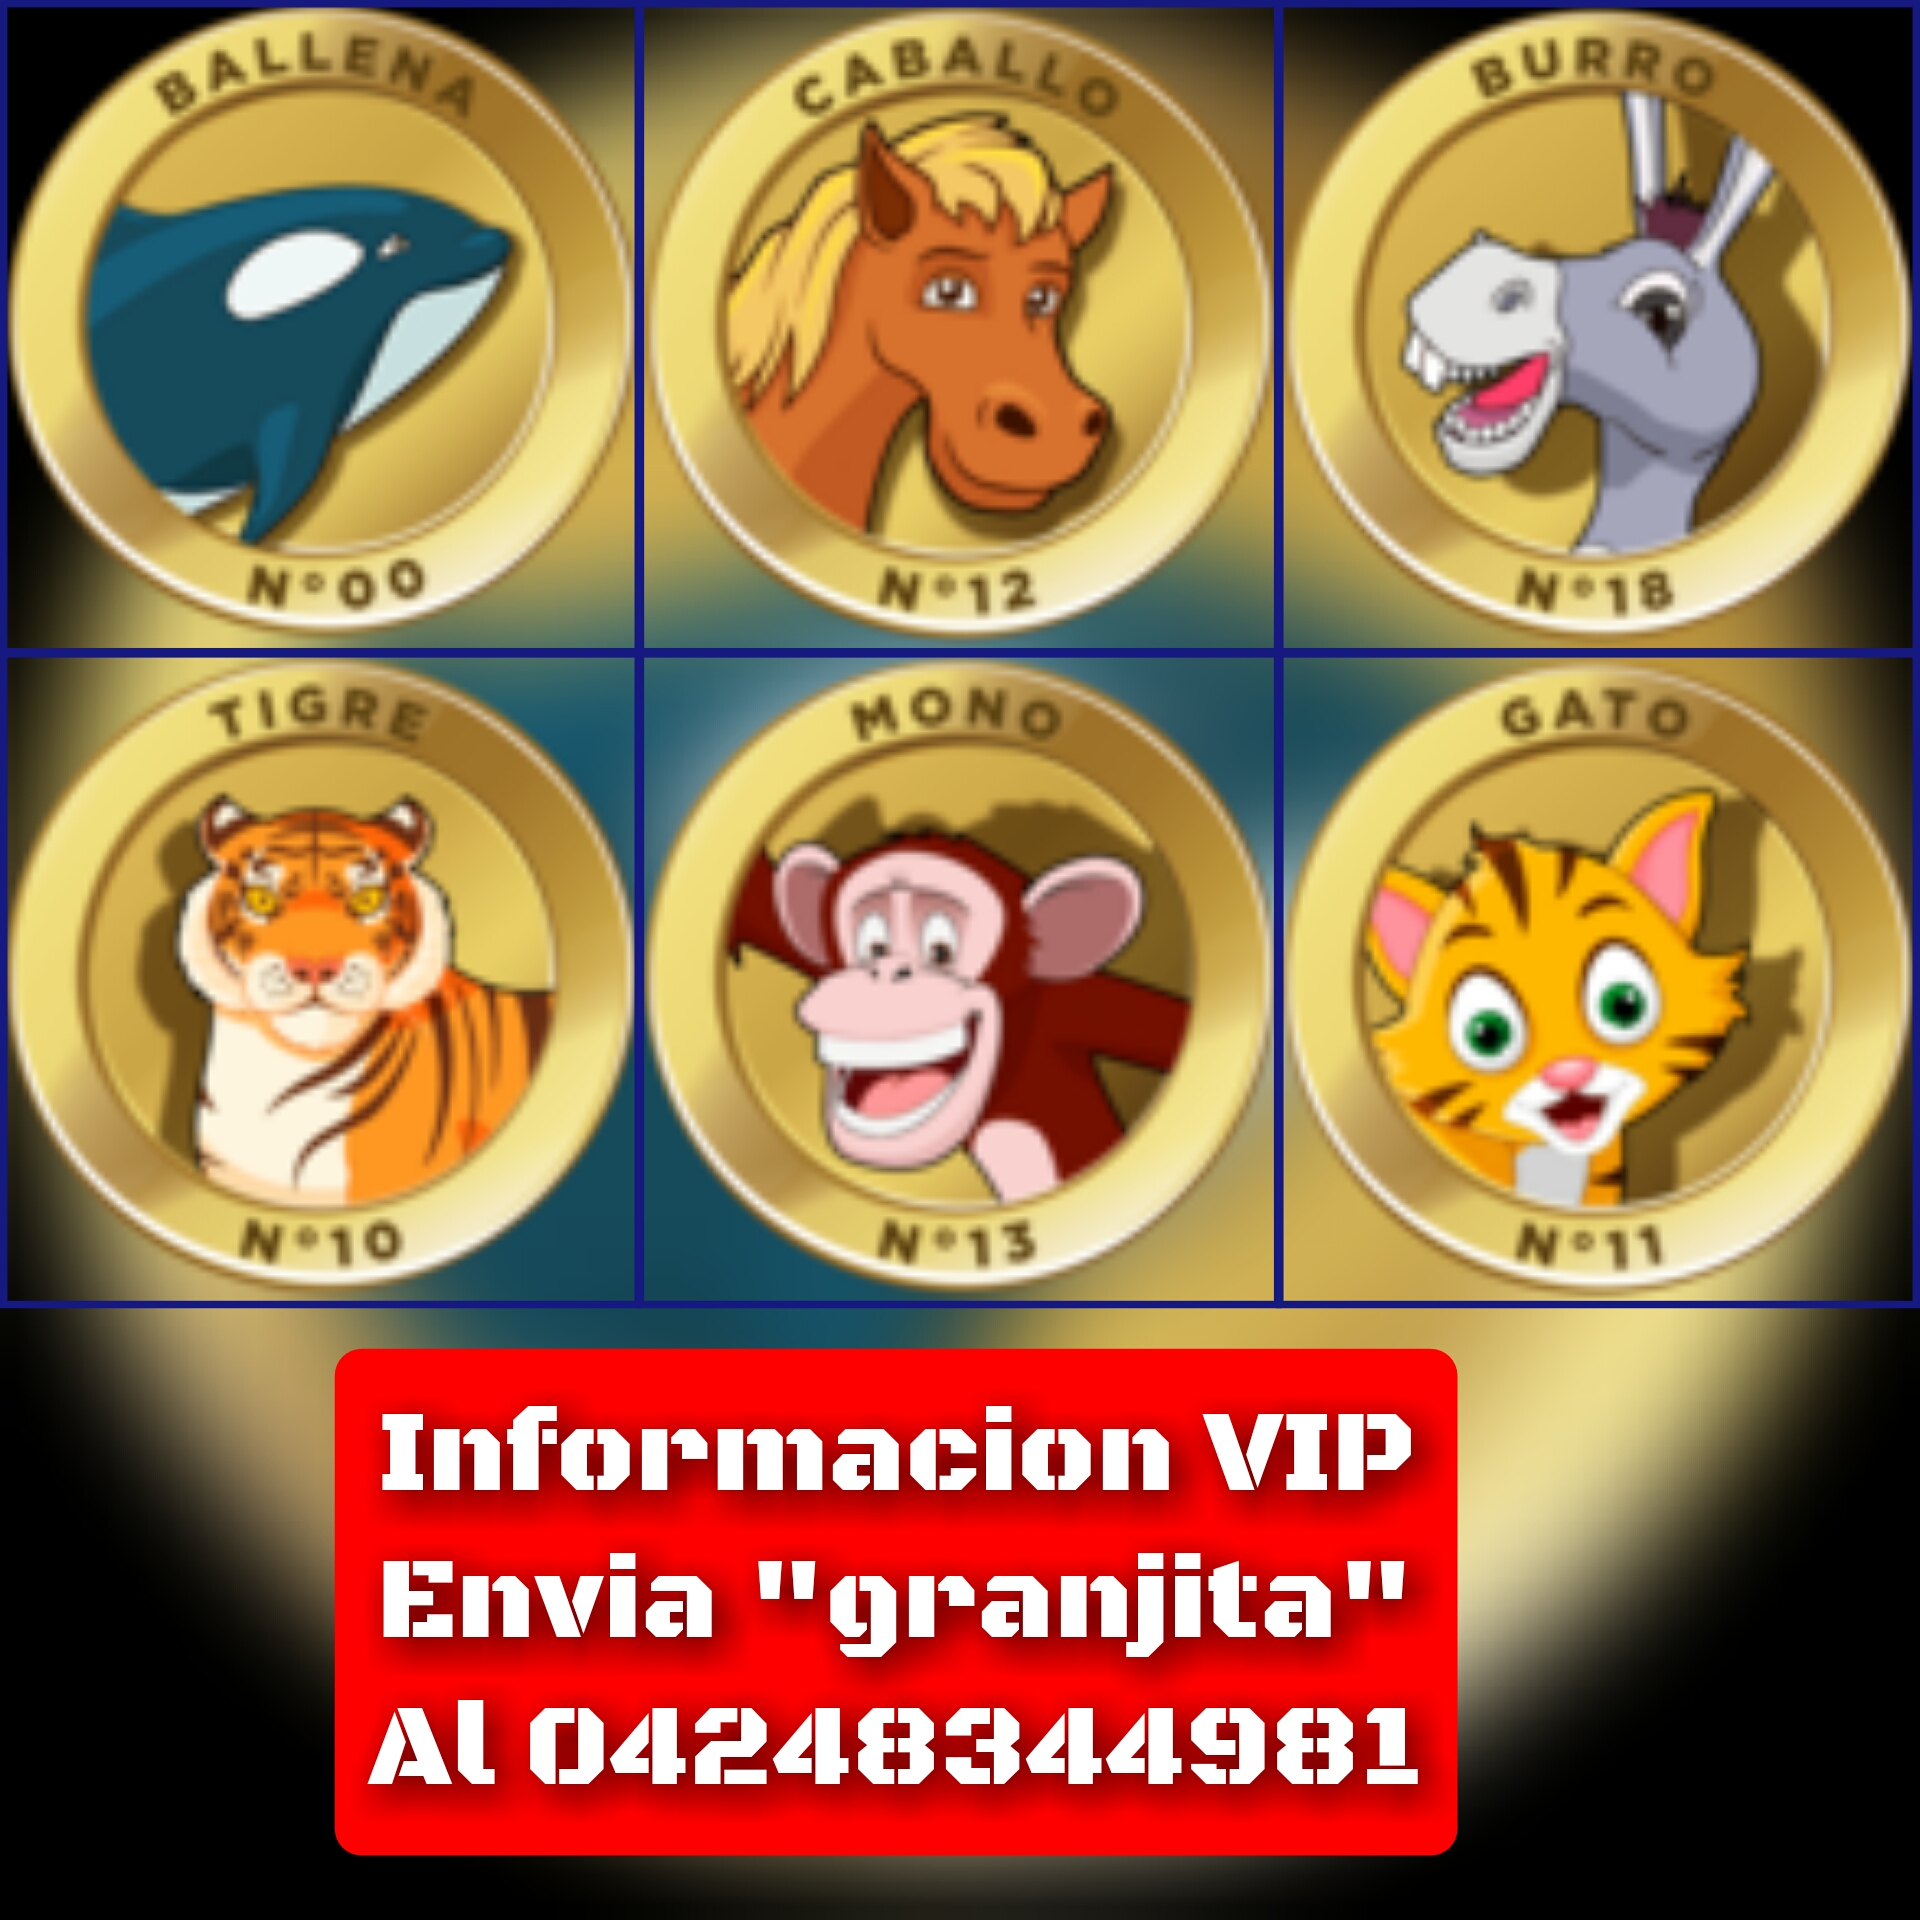 BALLENA
N°00
CABALLO
N°12
BURRO
N°18
TIGRE
N°10
MONO
N°13
GATO
N°11
Informacion VIP
Envia "granjita"
Al 04248344981